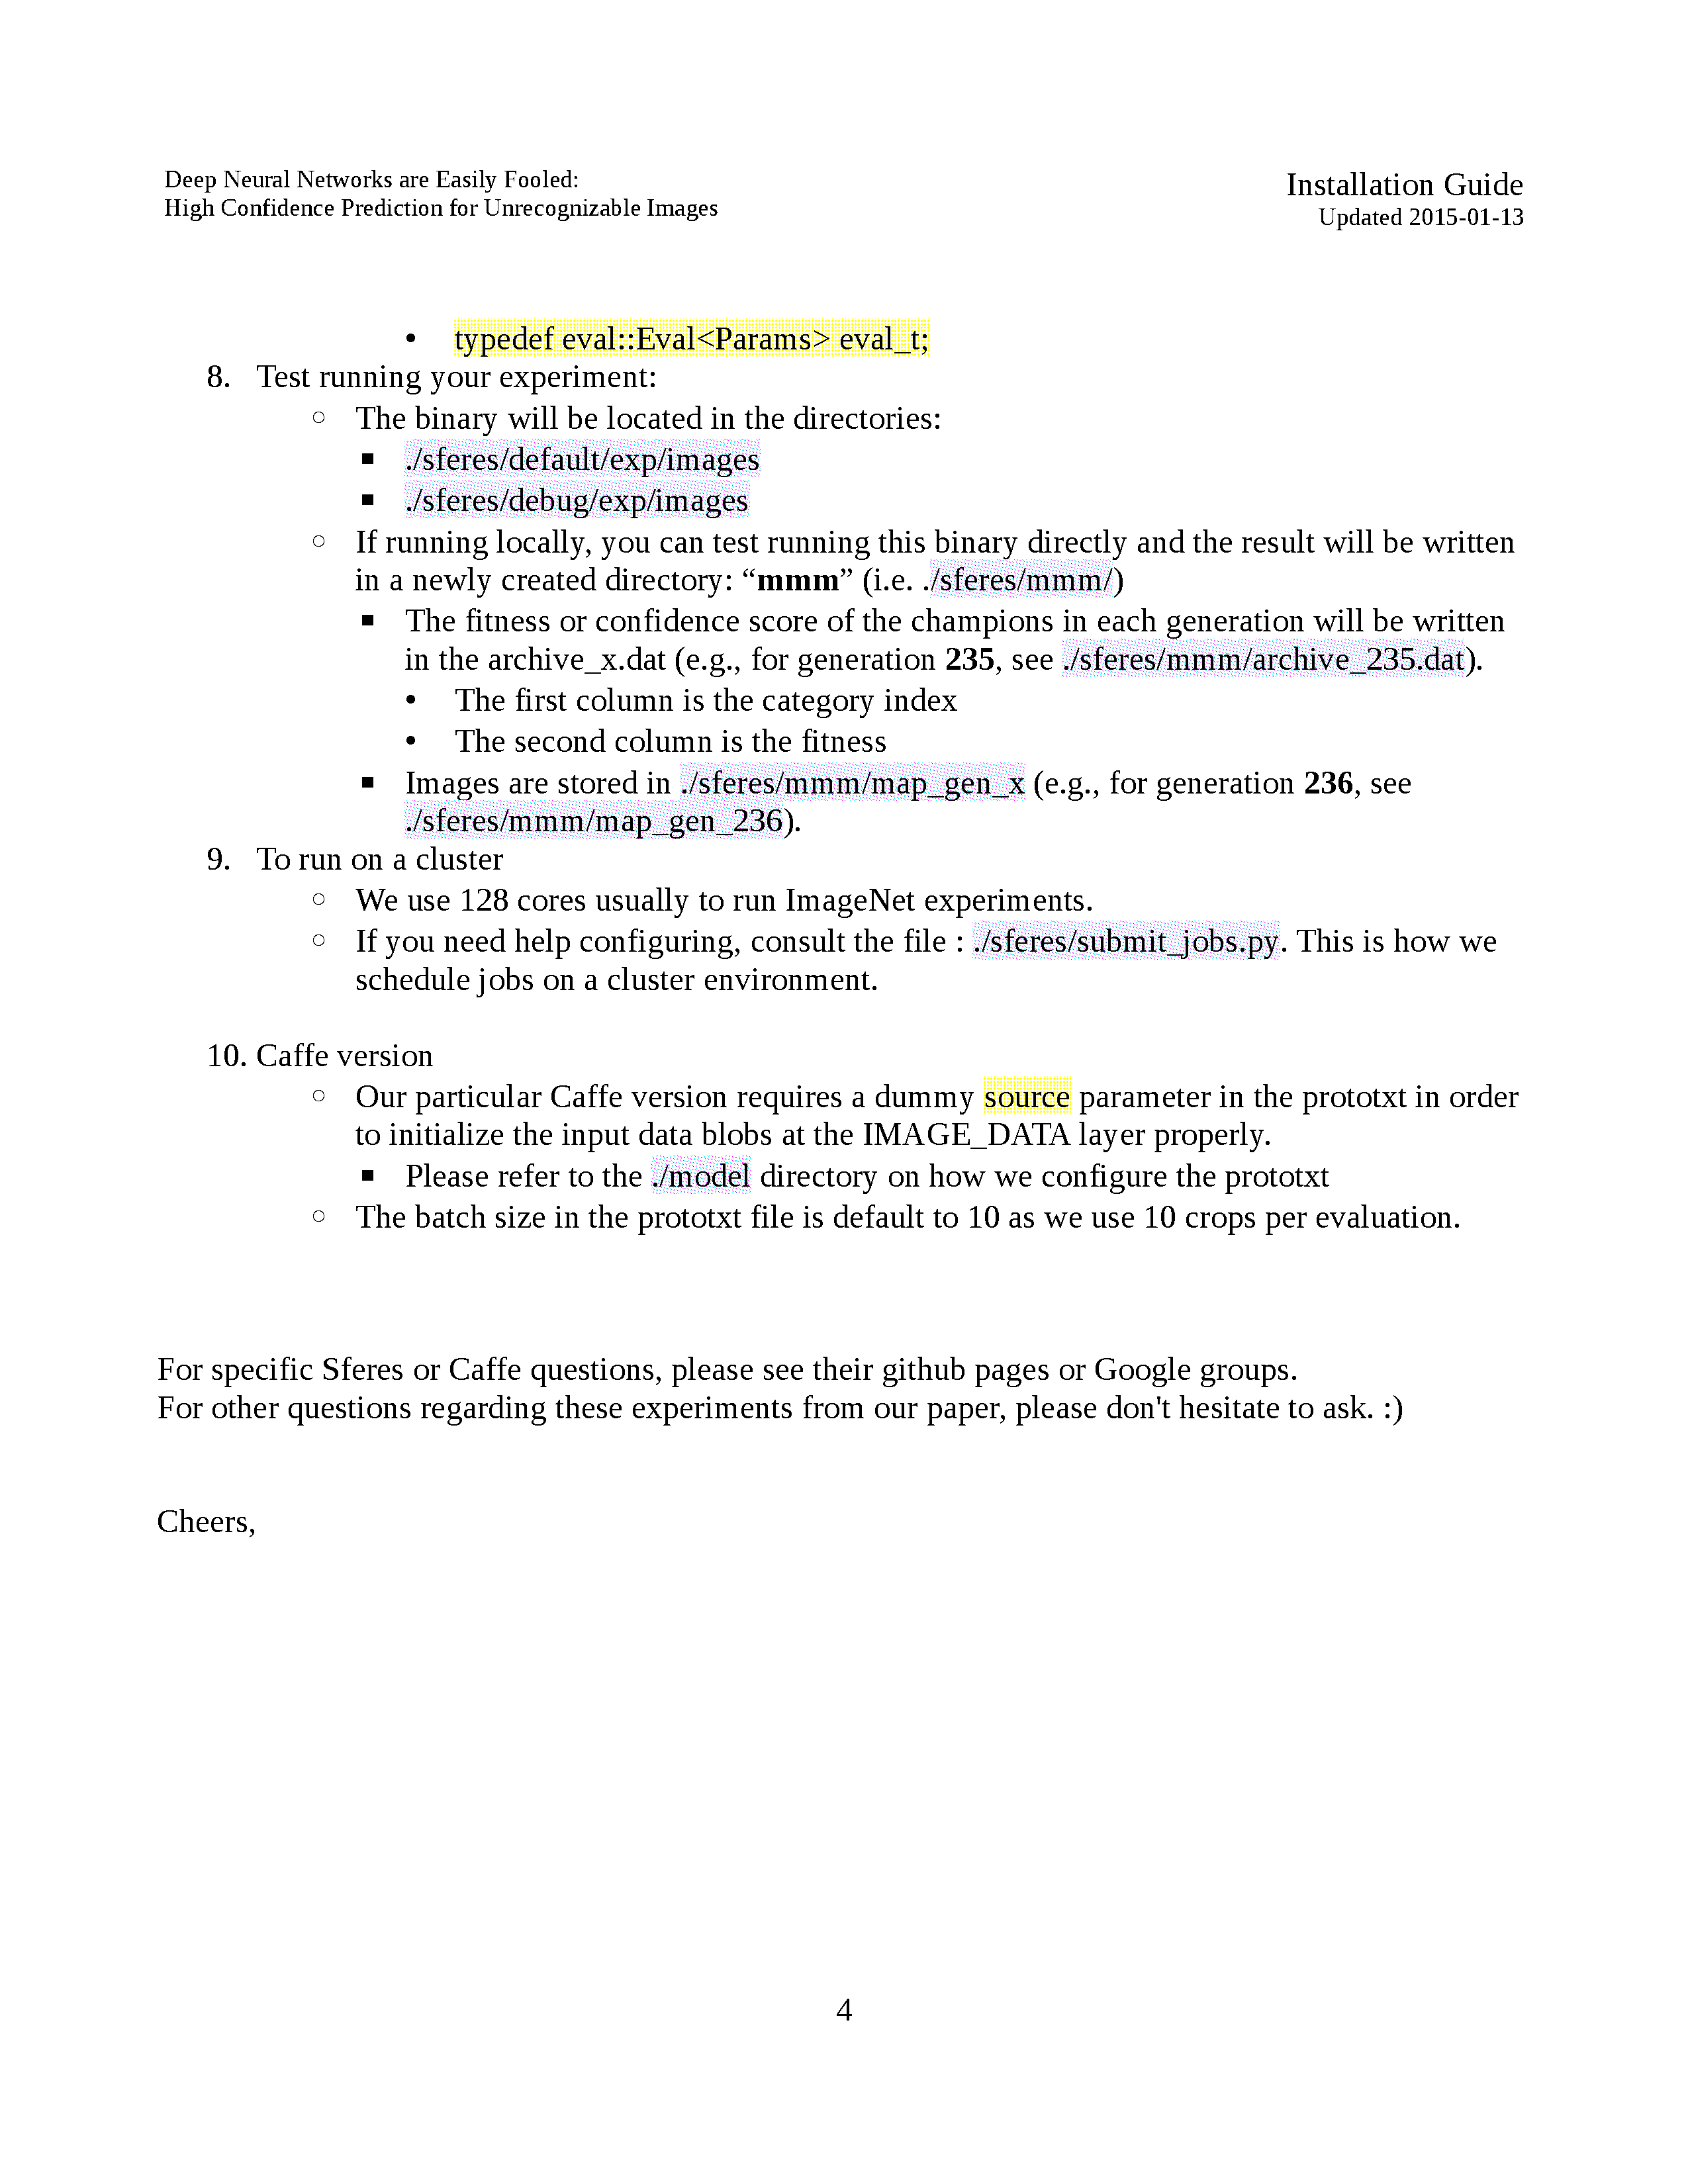 Deep Neural Networks are Easily Fooled:
High Confidence Prediction for Unrecognizable Images
Installation Guide
Updated 2015-01-13
• typedef eval::Eval<Params> eval_t;
8. Test running your experiment:
○ The binary will be located in the directories:
■ ./sferes/default/exp/images
■ ./sferes/debug/exp/images
○ If running locally, you can test running this binary directly and the result will be written
in a newly created directory: “mmm” (i.e. ./sferes/mmm/)
■ The fitness or confidence score of the champions in each generation will be written
in the archive_x.dat (e.g., for generation 235, see ./sferes/mmm/archive_235.dat).
• The first column is the category index
• The second column is the fitness
■ Images are stored in ./sferes/mmm/map_gen_x (e.g., for generation 236, see
./sferes/mmm/map_gen_236).
9. To run on a cluster
○ We use 128 cores usually to run ImageNet experiments.
○ If you need help configuring, consult the file : ./sferes/submit_jobs.py. This is how we
schedule jobs on a cluster environment.
10. Caffe version
○ Our particular Caffe version requires a dummy source parameter in the prototxt in order
to initialize the input data blobs at the IMAGE_DATA layer properly.
■ Please refer to the ./model directory on how we configure the prototxt
○ The batch size in the prototxt file is default to 10 as we use 10 crops per evaluation.
For specific Sferes or Caffe questions, please see their github pages or Google groups.
For other questions regarding these experiments from our paper, please don't hesitate to ask. :)
Cheers,
4